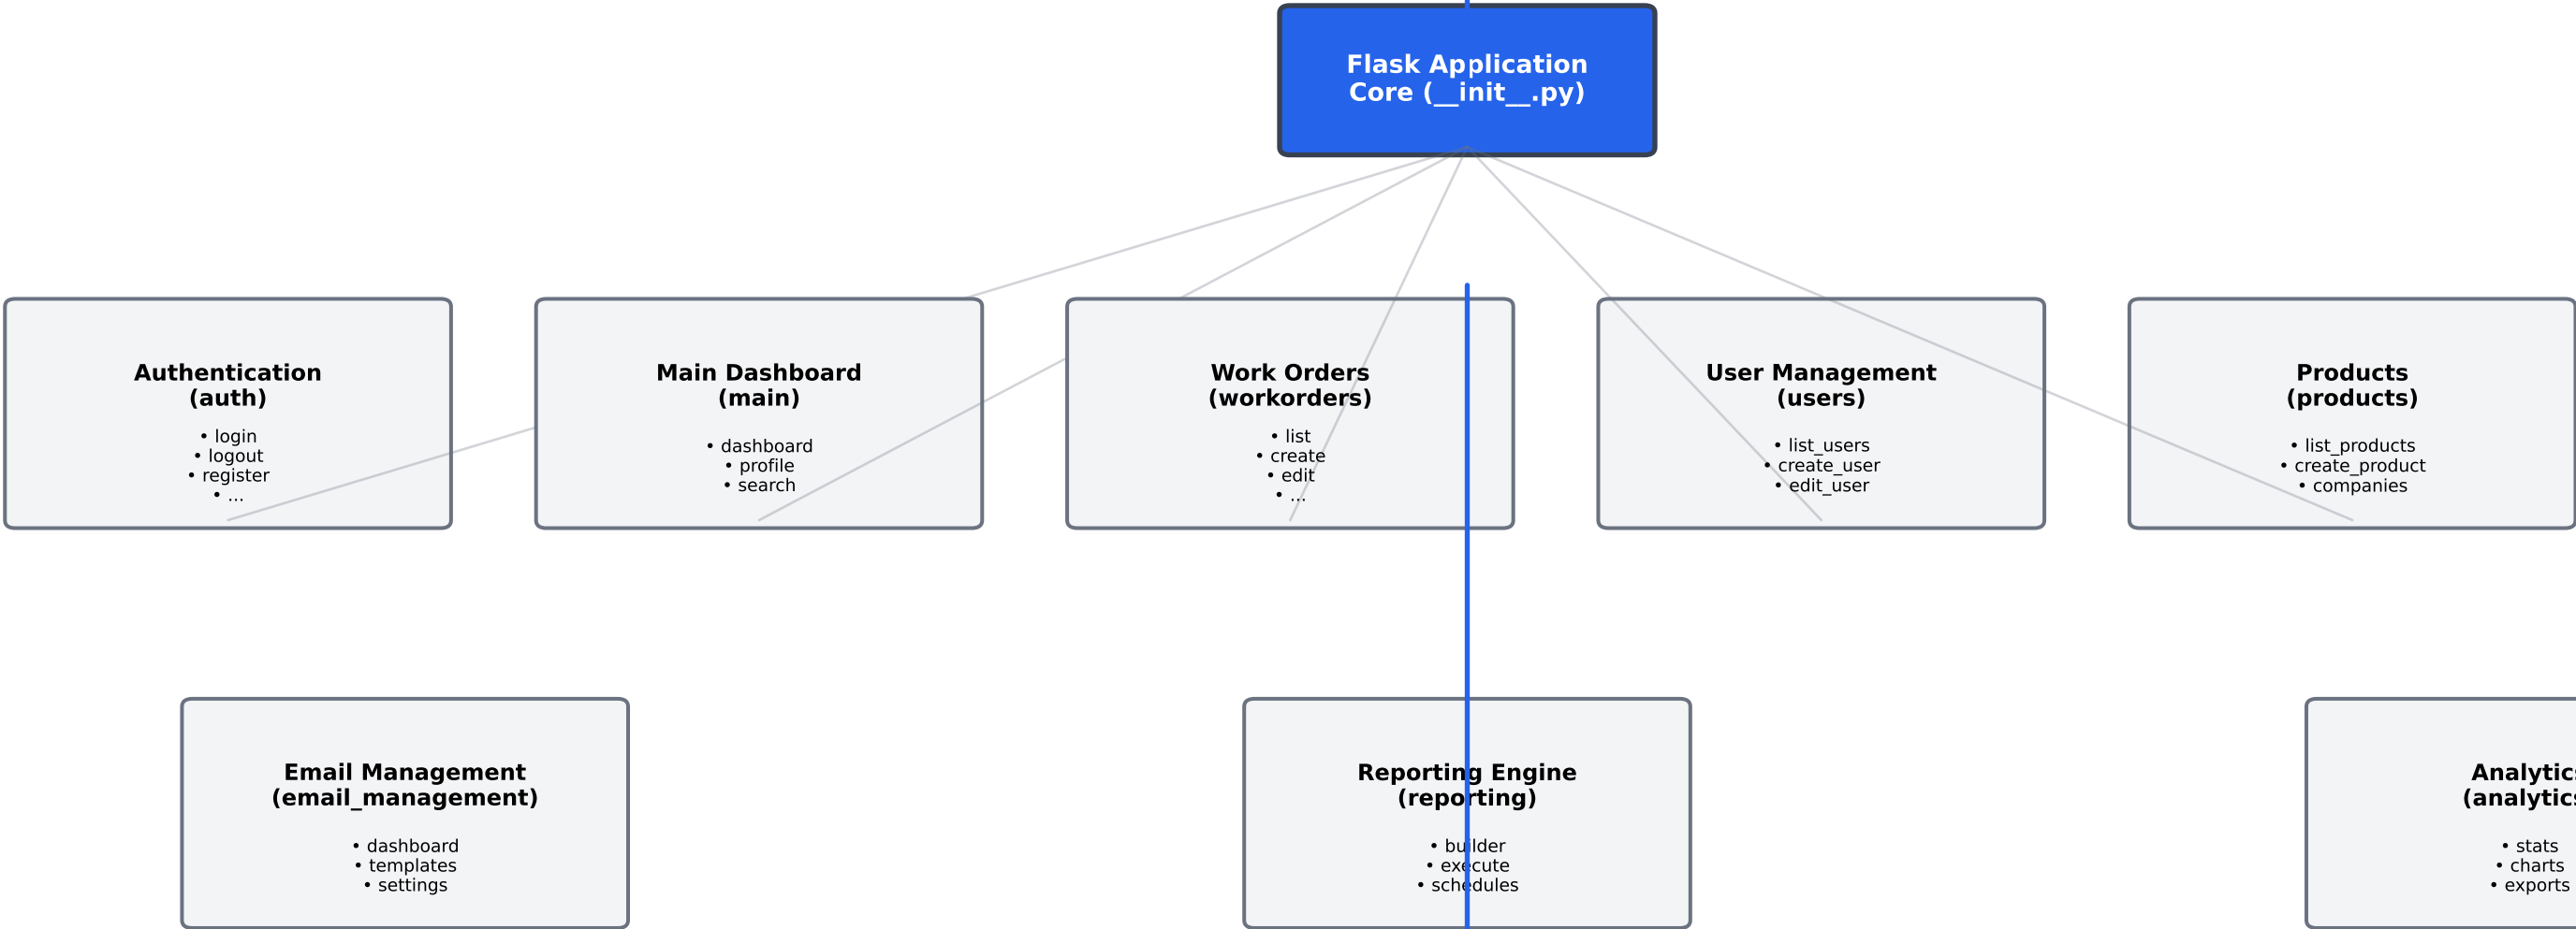 Flask Application
Core (__init__.py)
Authentication
(auth)
• login
• logout
• register
• ...
Main Dashboard
(main)
• dashboard
• profile
• search
Work Orders
(workorders)
• list
• create
• edit
• ...
User Management
(users)
• list_users
• create_user
• edit_user
Products
(products)
• list_products
• create_product
• companies
Email Management
(email_management)
• dashboard
• templates
• settings
Reporting Engine
(reporting)
• builder
• execute
• schedules
Analytic
(analytic
• stats
• charts
• exports